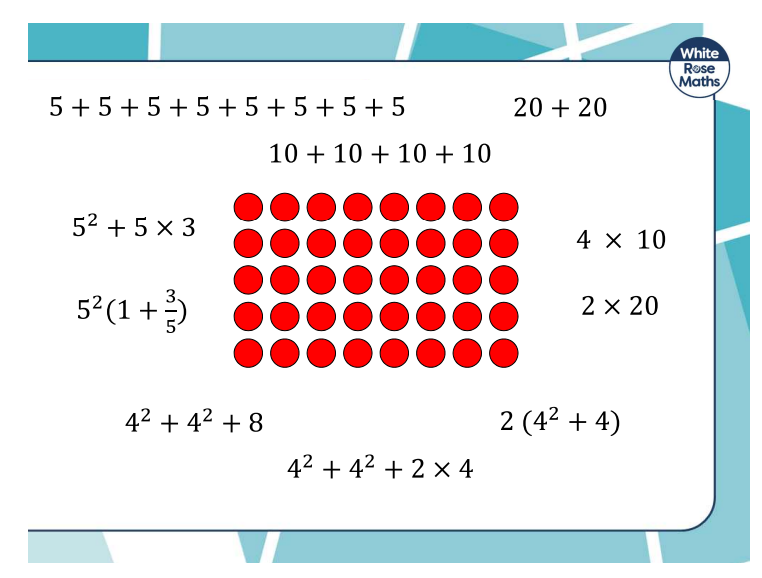 White
Rose
Maths
5 + 5 + 5 + 5 + 5 + 5 + 5 + 5
20 + 20
10 + 10 + 10 + 10
5² + 5 × 3
4 × 10
5²(1 + 3/5)
2 × 20
4² + 4² + 8
2 (4² + 4)
4² + 4² + 2 × 4